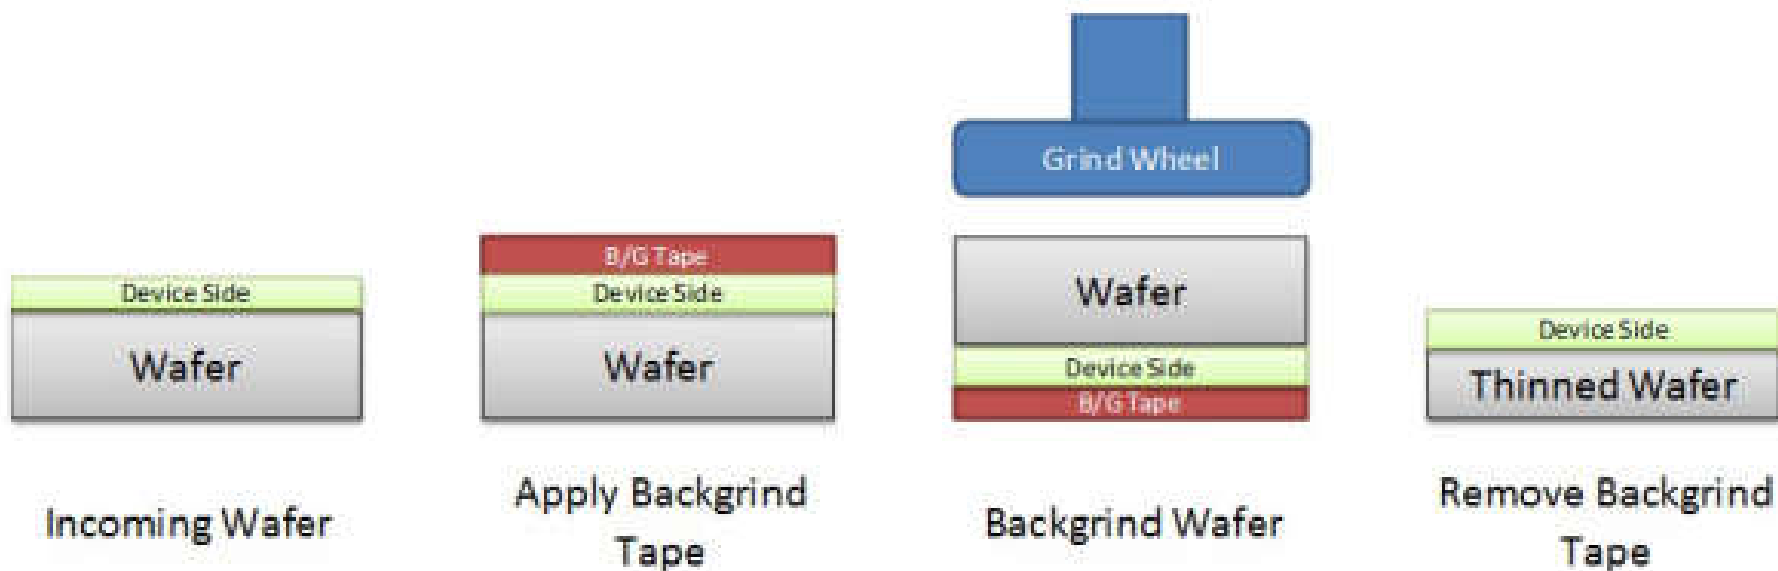 Grind Wheel
B/G Tape
Device Side
Wafer
Device Side
Wafer
Wafer
Device Side
B/G Tape
Device Side
Thinned Wafer
Incoming Wafer
Apply Backgrind
Tape
Backgrind Wafer
Remove Backgrind
Tape